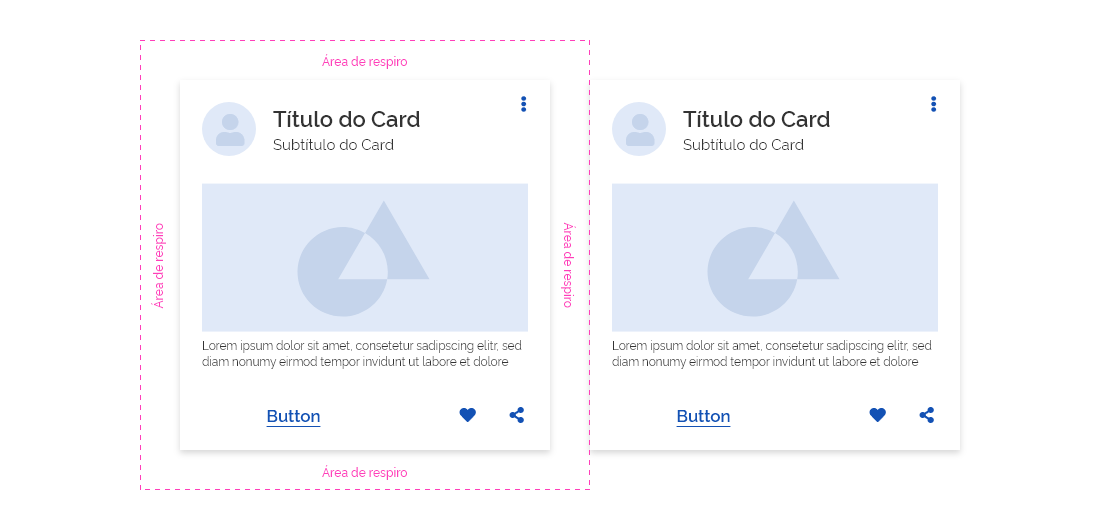 Área de respiro
Título do Card
Subtítulo do Card
Área de respiro
Área de respiro
Lorem ipsum dolor sit amet, consetetur sadipscing elitr, sed
diam nonumy eirmod tempor invidunt ut labore et dolore
Button
Área de respiro
Título do Card
Subtítulo do Card
Lorem ipsum dolor sit amet, consetetur sadipscing elitr, sed
diam nonumy eirmod tempor invidunt ut labore et dolore
Button